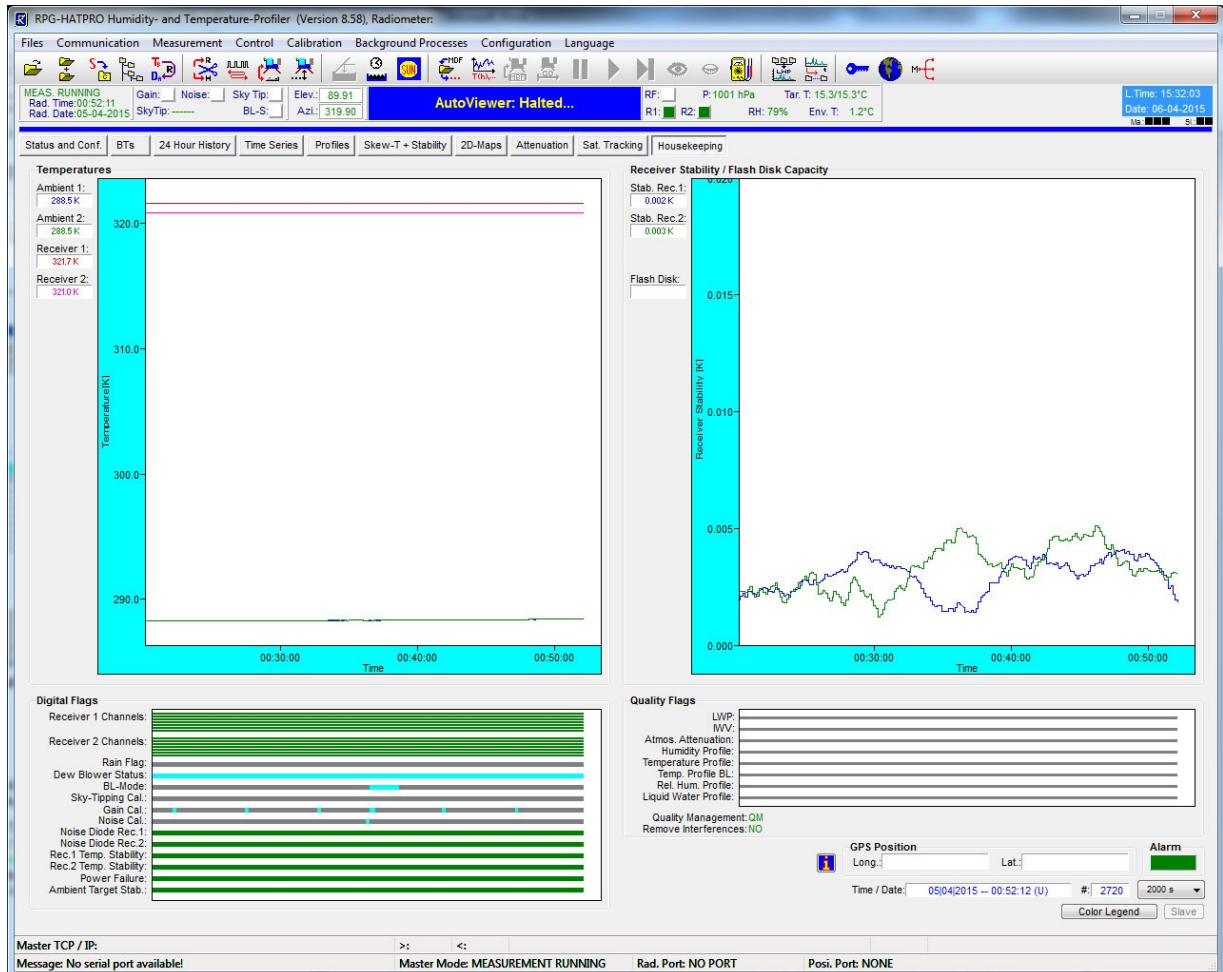 RPG-HATPRO Humidity- and Temperature-Profiler (Version 8.58), Radiometer:
Files Communication Measurement Control Calibration Background Processes Configuration Language
MEAS. RUNNING
Rad. Time:00:52:11
Rad. Date:05-04-2015
Gain: Noise: Sky Tip: Elev.: 89.91
SkyTip: ------ BL-S: Azi.: 319.90
AutoViewer: Halted...
RF: P:1001 hPa Tar. T: 15.3/15.3°C
R1: R2: RH: 79% Env. T: 1.2°C
L.Time: 15:32:03
Date: 06-04-2015
Ma.: Sl.:
Status and Conf. BTs 24 Hour History Time Series Profiles Skew-T + Stability 2D-Maps Attenuation Sat. Tracking Housekeeping
Temperatures
Ambient 1:
288.5 K
Ambient 2:
288.5 K
Receiver 1:
321.7 K
Receiver 2:
321.0 K
320.0
310.0
300.0
290.0
Temperature[K]
00:30:00 00:40:00 00:50:00
Time
Receiver Stability / Flash Disk Capacity
Stab. Rec.1:
0.002 K
Stab. Rec.2:
0.003 K
Flash Disk:
0.020
0.015
0.010
0.005
0.000
Receiver Stability [K]
00:30:00 00:40:00 00:50:00
Time
Digital Flags
Receiver 1 Channels:
Receiver 2 Channels:
Rain Flag:
Dew Blower Status:
BL-Mode:
Sky-Tipping Cal.:
Gain Cal.:
Noise Cal.:
Noise Diode Rec.1:
Noise Diode Rec.2:
Rec.1 Temp. Stability:
Rec.2 Temp. Stability:
Power Failure:
Ambient Target Stab.:
Quality Flags
LWP:
IWV:
Atmos. Attenuation:
Humidity Profile:
Temperature Profile:
Temp. Profile BL:
Rel. Hum. Profile:
Liquid Water Profile:
Quality Management: QM
Remove Interferences: NO
GPS Position
Long.: Lat.:
Alarm
Time / Date: 05|04|2015 -- 00:52:12 (U) #: 2720 2000 s
Color Legend Slave
Master TCP / IP: >: <:
Message: No serial port available! Master Mode: MEASUREMENT RUNNING Rad. Port: NO PORT Posi. Port: NONE